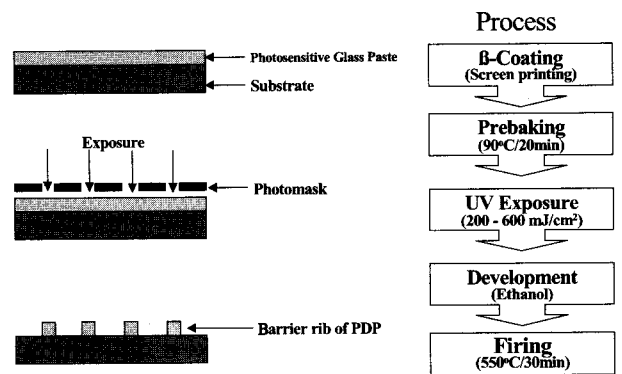 Process
Photosensitive Glass Paste
Substrate
Exposure
Photomask
Barrier rib of PDP
ß-Coating
(Screen printing)
Prebaking
(90°C/20min)
UV Exposure
(200 - 600 mJ/cm²)
Development
(Ethanol)
Firing
(550°C/30min)